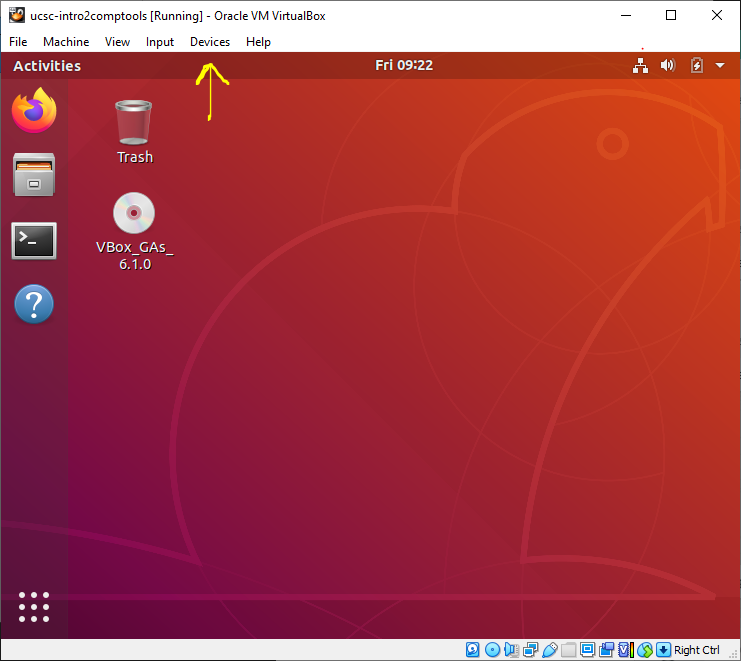 ucsc-intro2comptools [Running] - Oracle VM VirtualBox
File Machine View Input Devices Help
Activities Fri 09:22
Trash
VBox_GAs_
6.1.0
Right Ctrl